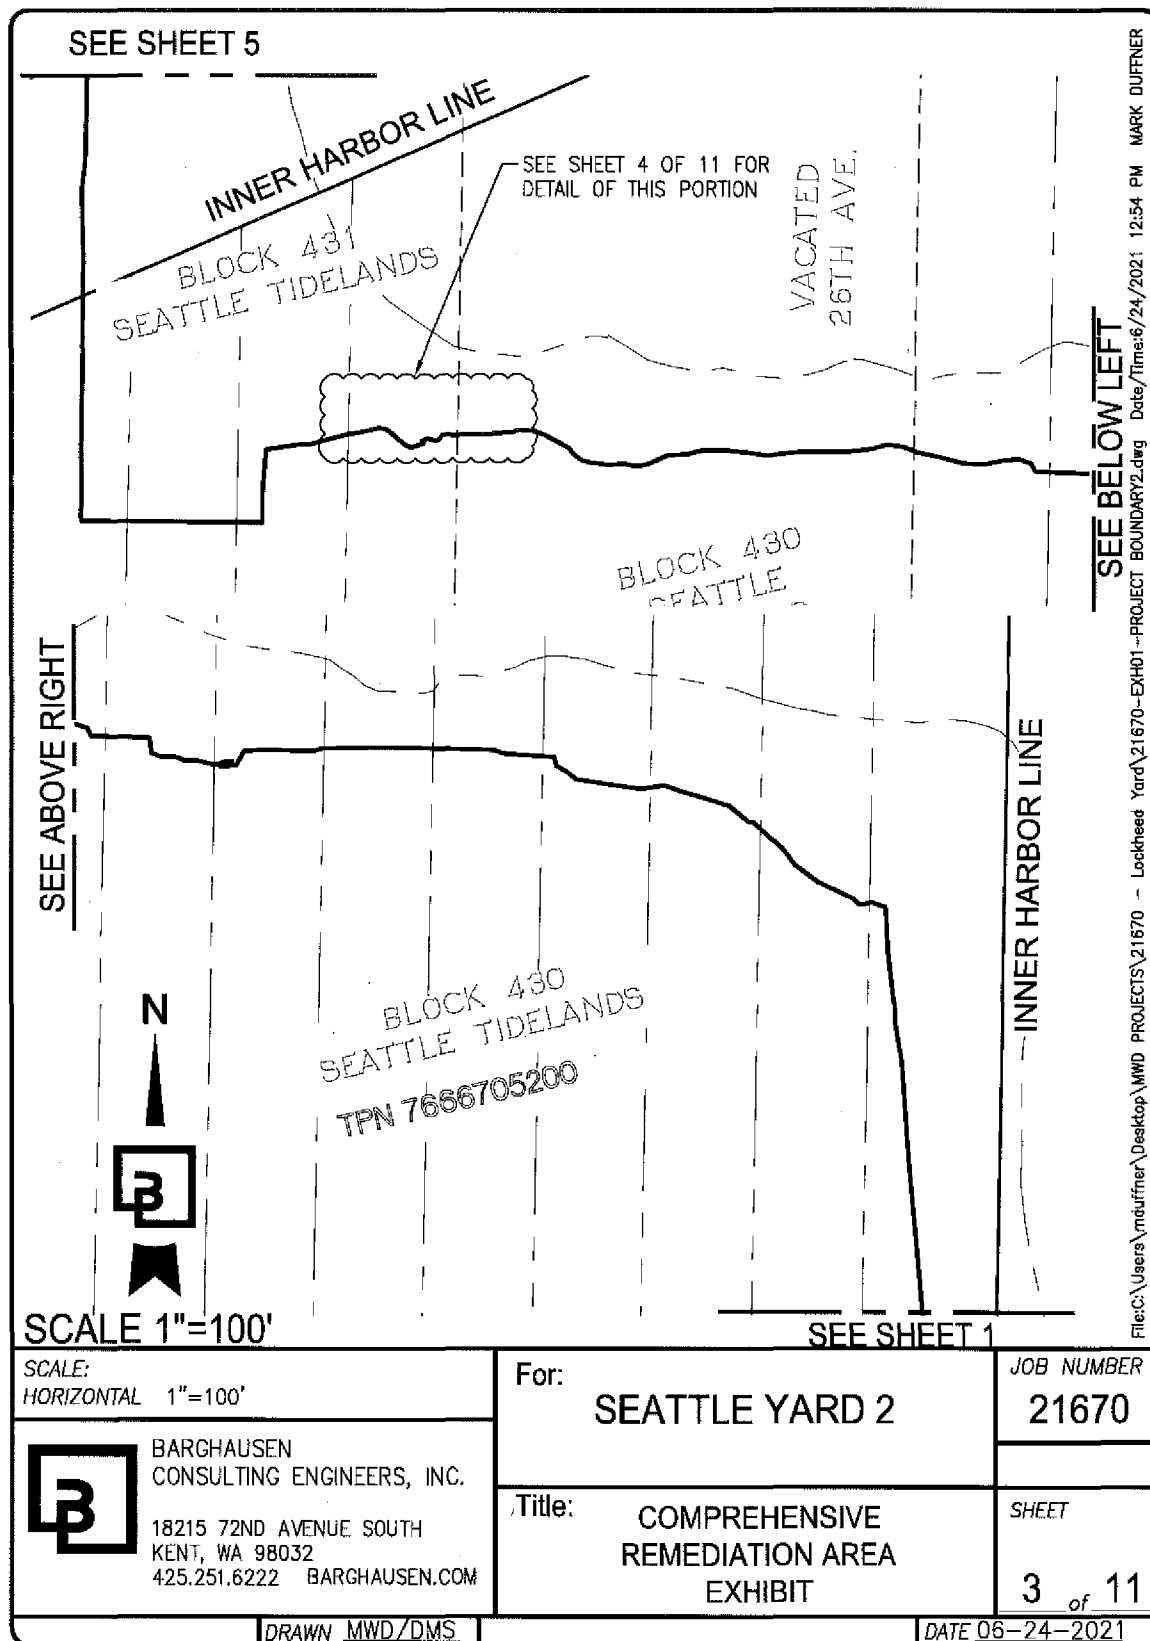 SEE SHEET 5
INNER HARBOR LINE
BLOCK 431
SEATTLE TIDELANDS
SEE SHEET 4 OF 11 FOR
DETAIL OF THIS PORTION
VACATED
26TH AVE.
SEE BELOW LEFT
BLOCK 430
SEATTLE
SEE ABOVE RIGHT
INNER HARBOR LINE
BLOCK 430
SEATTLE TIDELANDS
TPN 7666705200
N
B
SCALE 1"=100'
SEE SHEET 1
File:C:\Users\mduffner\Desktop\MWD PROJECTS\21670 - Lockheed Yard\21670-EXH01--PROJECT BOUNDARY2.dwg Date/Time:6/24/2021 12:54 PM MARK DUFFNER
SCALE:
HORIZONTAL 1"=100'
B
BARGHAUSEN
CONSULTING ENGINEERS, INC.
18215 72ND AVENUE SOUTH
KENT, WA 98032
425.251.6222 BARGHAUSEN.COM
For:
SEATTLE YARD 2
Title:
COMPREHENSIVE
REMEDIATION AREA
EXHIBIT
JOB NUMBER
21670
SHEET
3 of 11
DRAWN MWD/DMS
DATE 06-24-2021